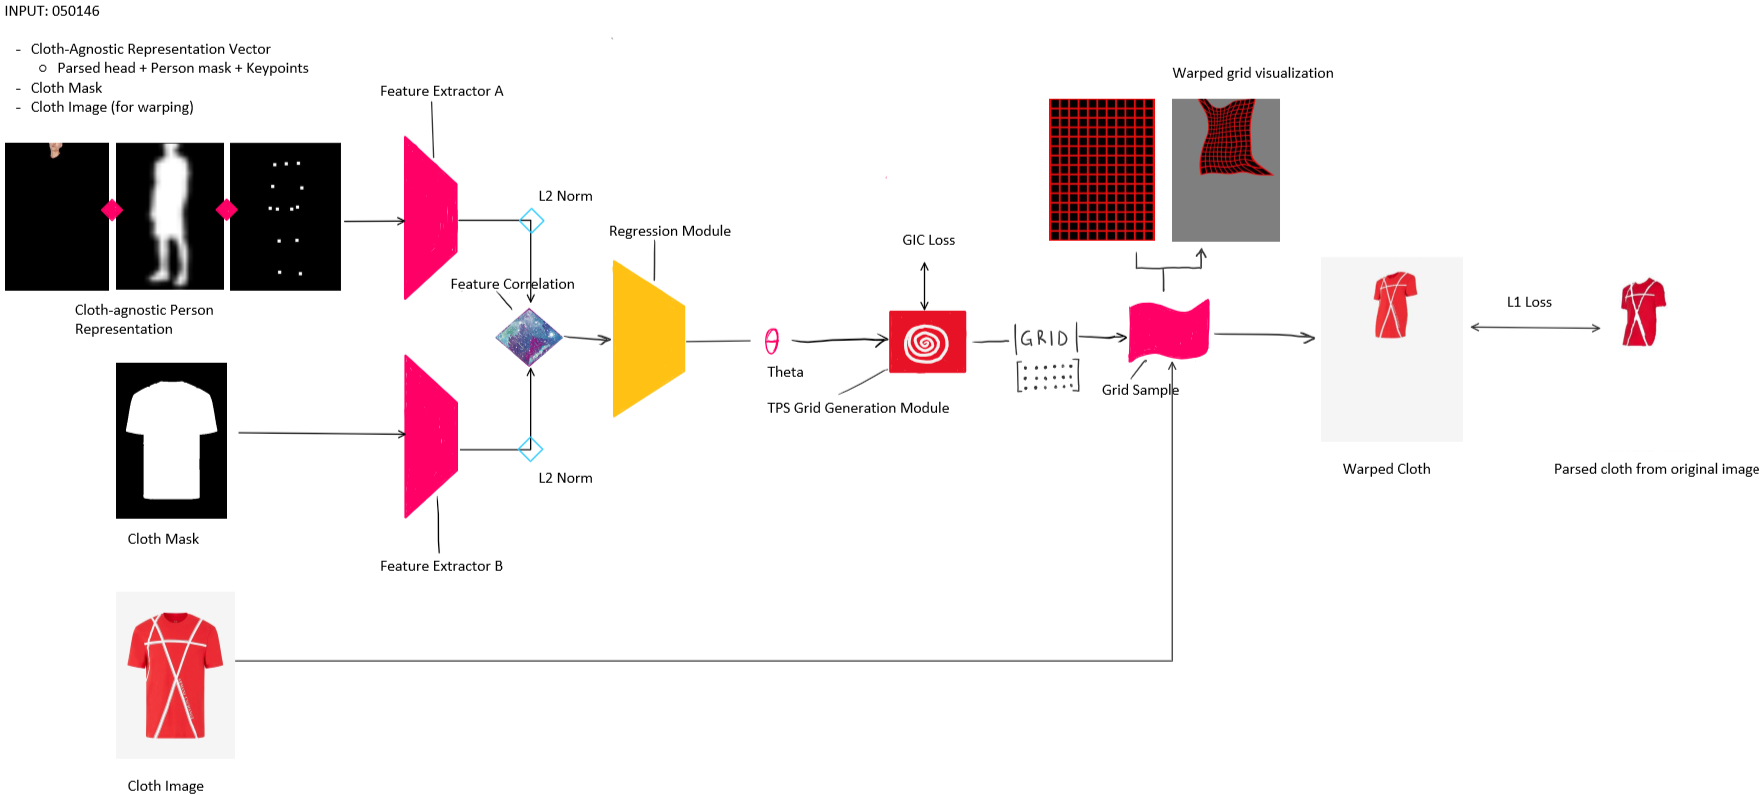 INPUT: 050146
- Cloth-Agnostic Representation Vector
o Parsed head + Person mask + Keypoints
- Cloth Mask
- Cloth Image (for warping)
Feature Extractor A
Warped grid visualization
L2 Norm
Regression Module
GIC Loss
Feature Correlation
Cloth-agnostic Person
Representation
L1 Loss
|GRID|
θ
Theta
Grid Sample
TPS Grid Generation Module
Warped Cloth
Parsed cloth from original image
L2 Norm
Cloth Mask
Feature Extractor B
Cloth Image